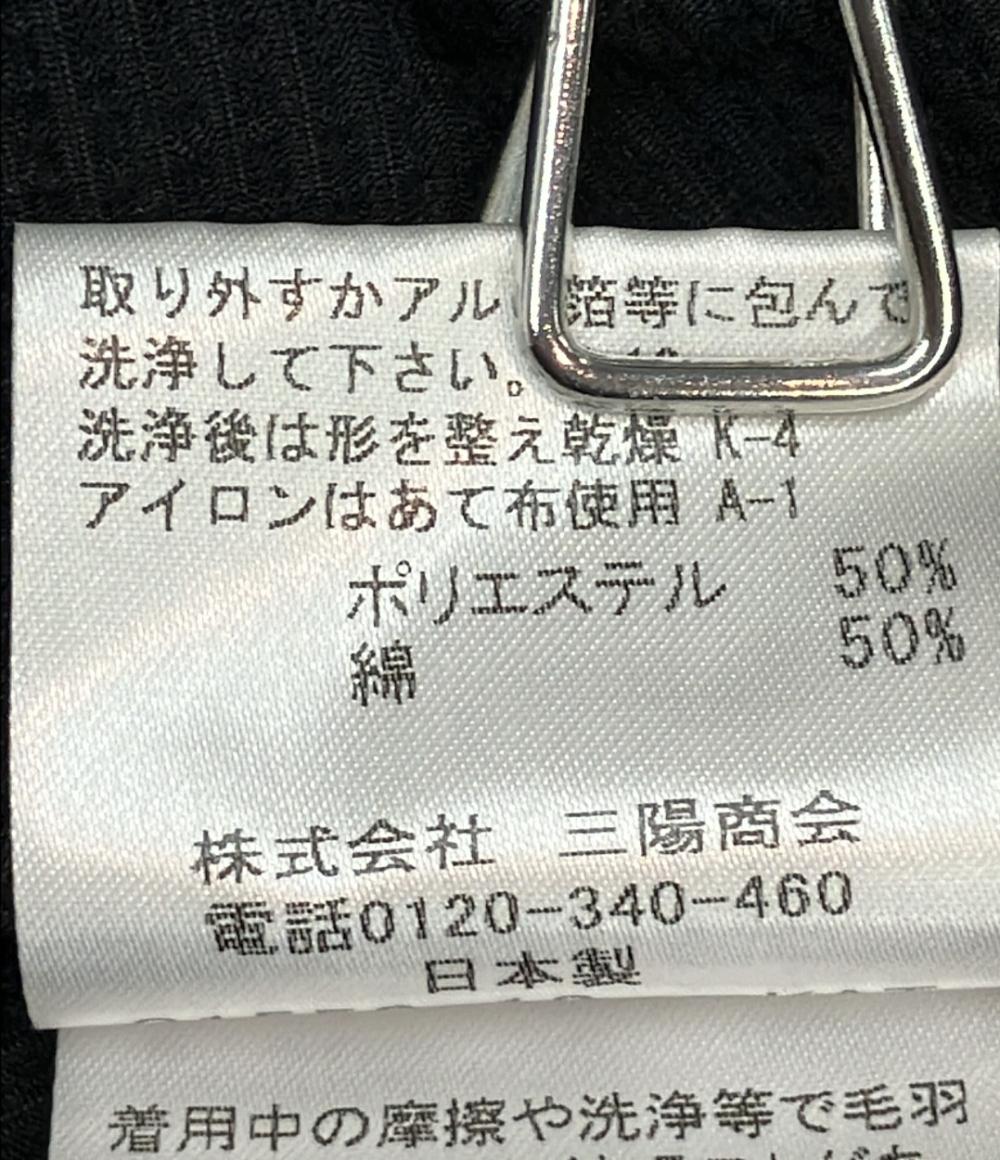 取り外すかアル 箔等に包んで
洗浄して下さい。
洗浄後は形を整え乾燥 K-4
アイロンはあて布使用 A-1
ポリエステル 50%
綿 50%
株式会社 三陽商会
電話0120-340-460
日本製
着用中の摩擦や洗浄等で毛羽